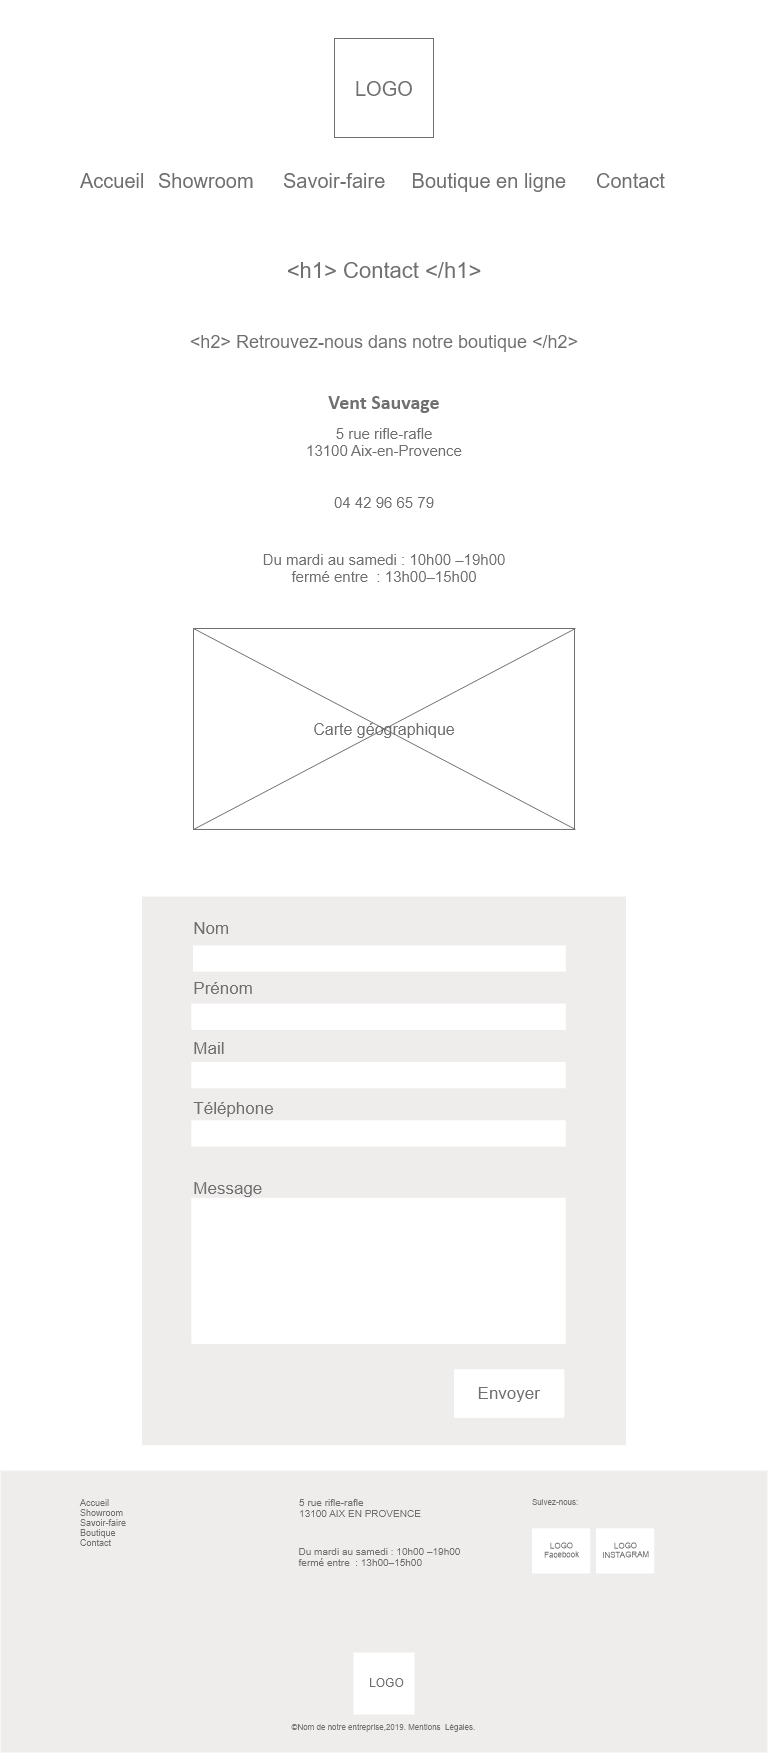 LOGO
Accueil Showroom Savoir-faire Boutique en ligne Contact
<h1> Contact </h1>
<h2> Retrouvez-nous dans notre boutique </h2>
Vent Sauvage
5 rue rifle-rafle
13100 Aix-en-Provence
04 42 96 65 79
Du mardi au samedi : 10h00 –19h00
fermé entre  : 13h00–15h00
Carte géographique
Nom
Prénom
Mail
Téléphone
Message
Envoyer
Accueil
Showroom
Savoir-faire
Boutique
Contact
5 rue rifle-rafle
13100 AIX EN PROVENCE
Du mardi au samedi : 10h00 –19h00
fermé entre  : 13h00–15h00
Suivez-nous:
LOGO
Facebook
LOGO
INSTAGRAM
LOGO
©Nom de notre entreprise,2019. Mentions  Légales.